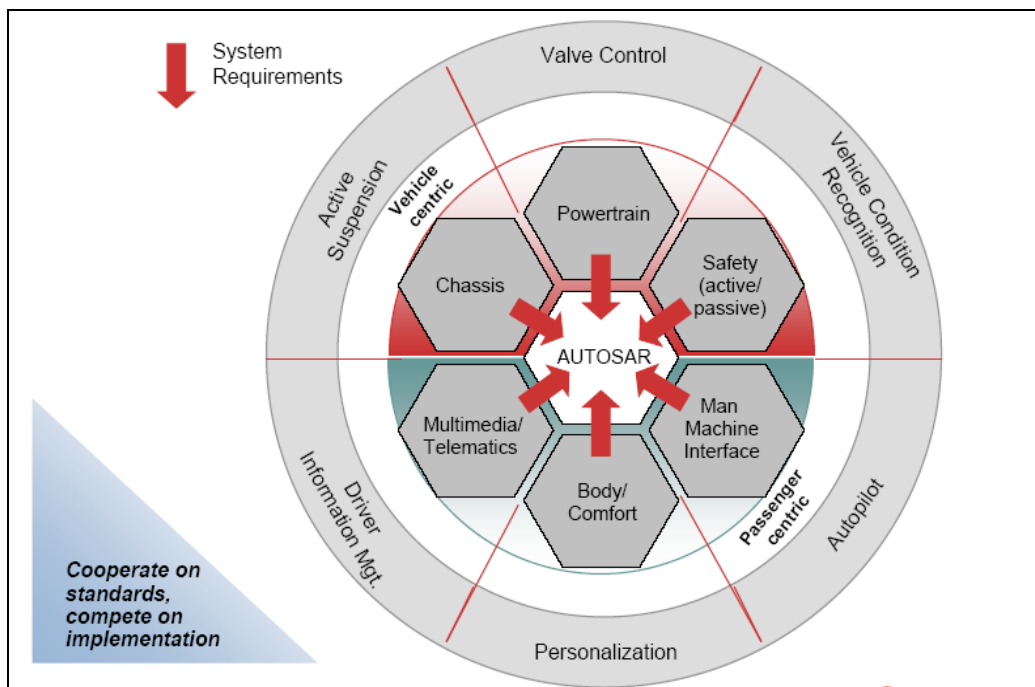 System
Requirements
Valve Control
Active
Suspension
Vehicle
centric
Vehicle Condition
Recognition
Powertrain
Chassis
Safety
(active/
passive)
AUTOSAR
Multimedia/
Telematics
Man
Machine
Interface
Body/
Comfort
Passenger
centric
Driver
Information Mgt.
Autopilot
Personalization
Cooperate on
standards,
compete on
implementation